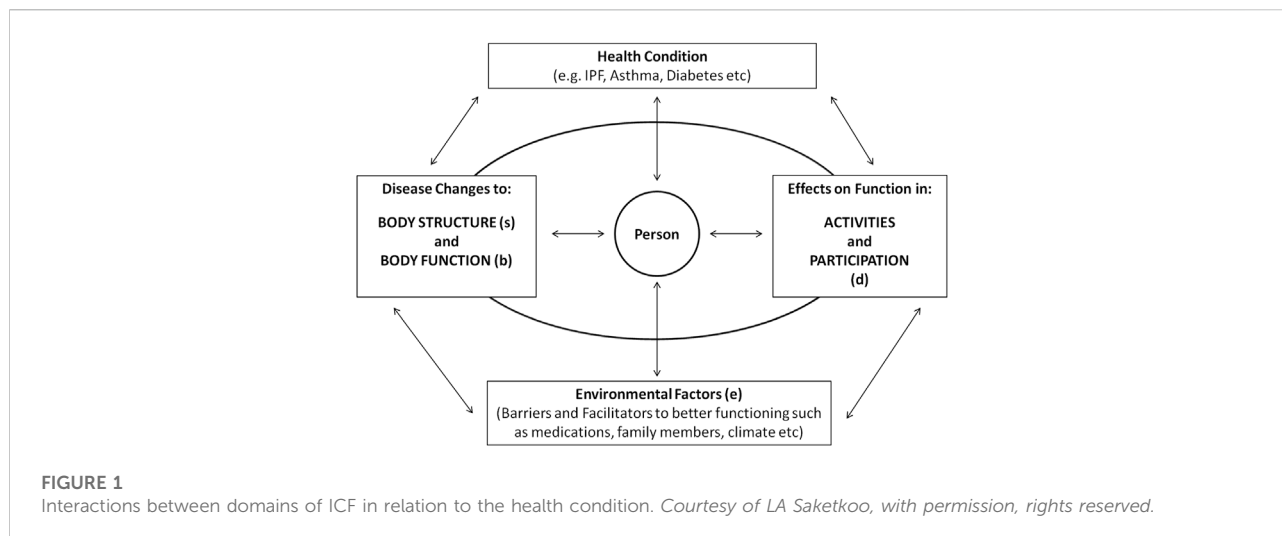 Health Condition
(e.g. IPF, Asthma, Diabetes etc)
Disease Changes to:
BODY STRUCTURE (s)
and
BODY FUNCTION (b)
Person
Effects on Function in:
ACTIVITIES
and
PARTICIPATION
(d)
Environmental Factors (e)
(Barriers and Facilitators to better functioning such
as medications, family members, climate etc)
FIGURE 1
Interactions between domains of ICF in relation to the health condition. Courtesy of LA Saketkoo, with permission, rights reserved.